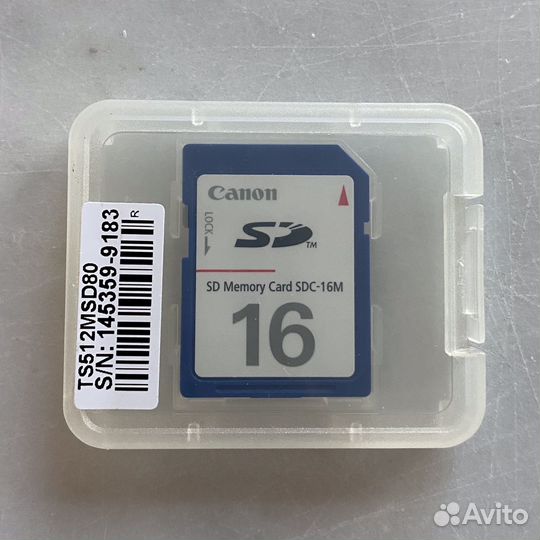 TS512MSD80
S/N: 145359-9183
R
Canon
LOCK
SD
TM
SD Memory Card SDC-16M
16
Avito